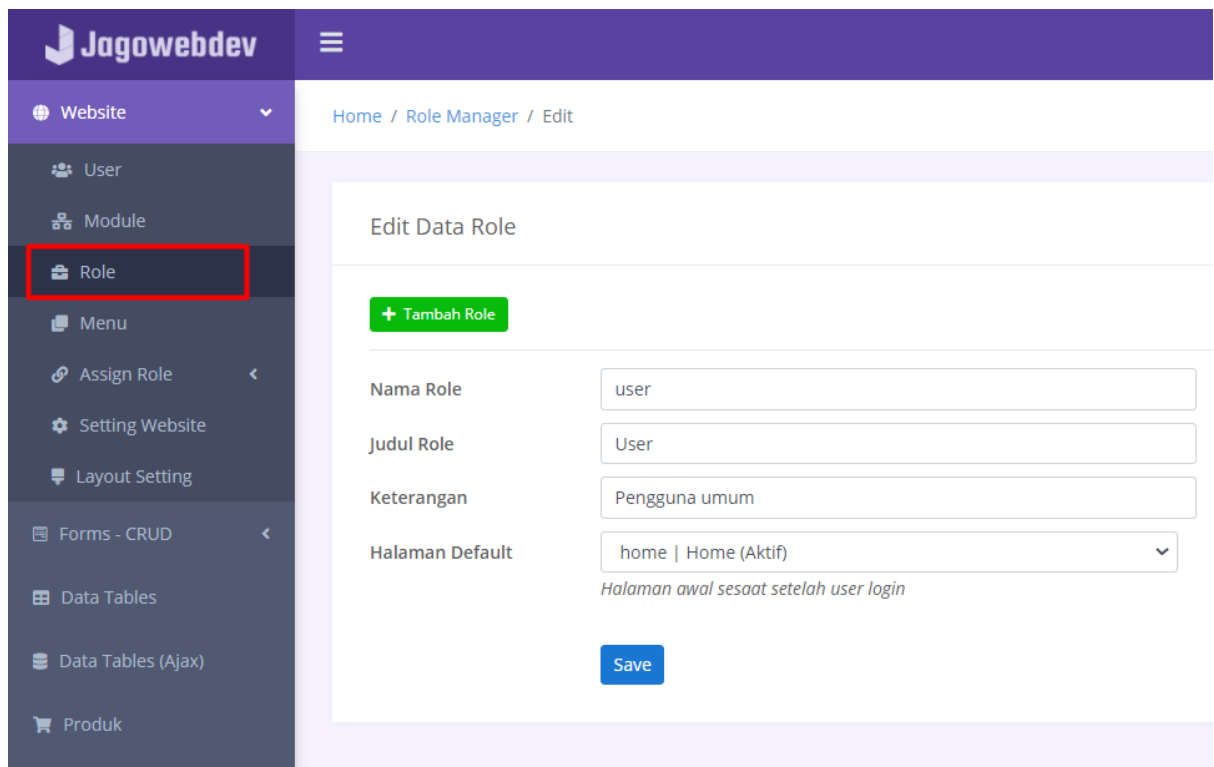 Jagowebdev
Website
User
Module
Role
Menu
Assign Role
Setting Website
Layout Setting
Forms - CRUD
Data Tables
Data Tables (Ajax)
Produk
Home / Role Manager / Edit
Edit Data Role
+ Tambah Role
Nama Role user
Judul Role User
Keterangan Pengguna umum
Halaman Default home | Home (Aktif)
Halaman awal sesaat setelah user login
Save